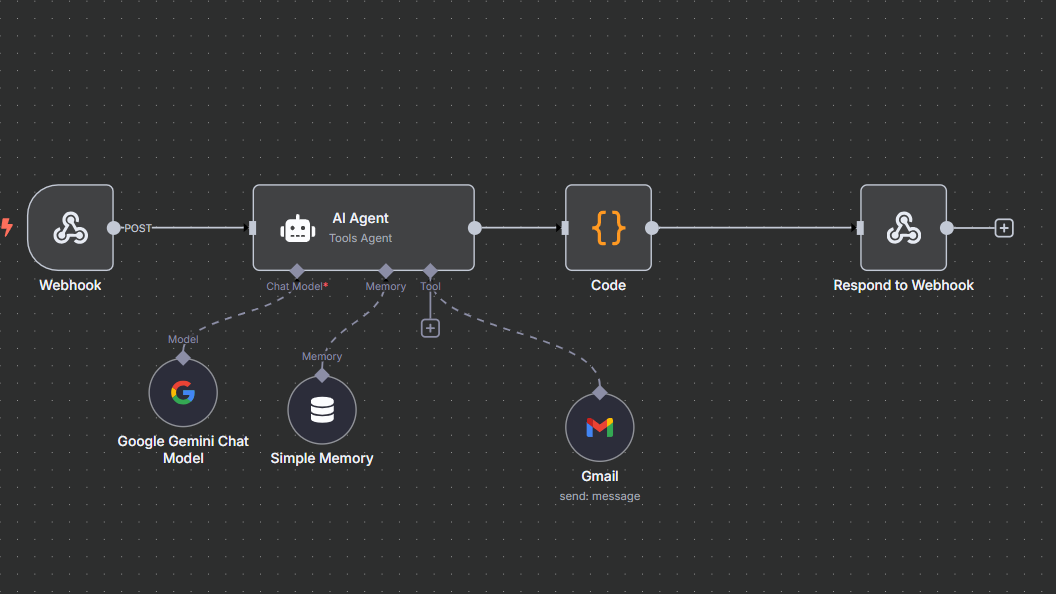 POST
AI Agent
Tools Agent
Webhook
Chat Model*
Memory
Tool
Code
Respond to Webhook
Model
Memory
Google Gemini Chat
Model
Simple Memory
Gmail
send: message